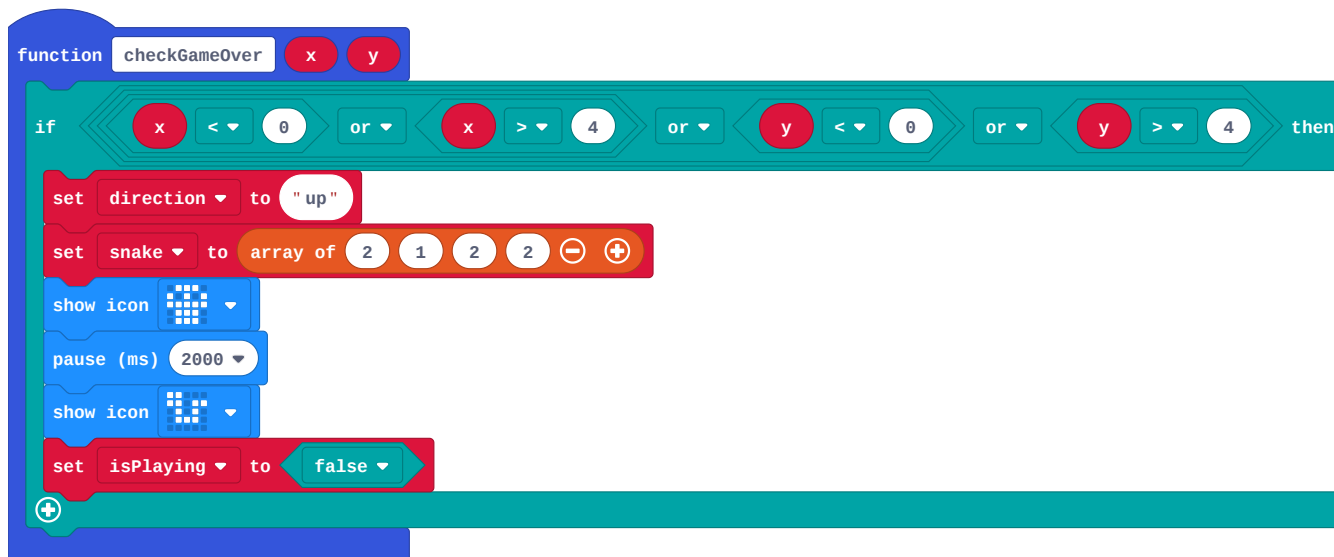 function checkGameOver x y
if x < 0 or x > 4 or y < 0 or y > 4 then
set direction to "up"
set snake to array of 2 1 2 2
show icon
pause (ms) 2000
show icon
set isPlaying to false